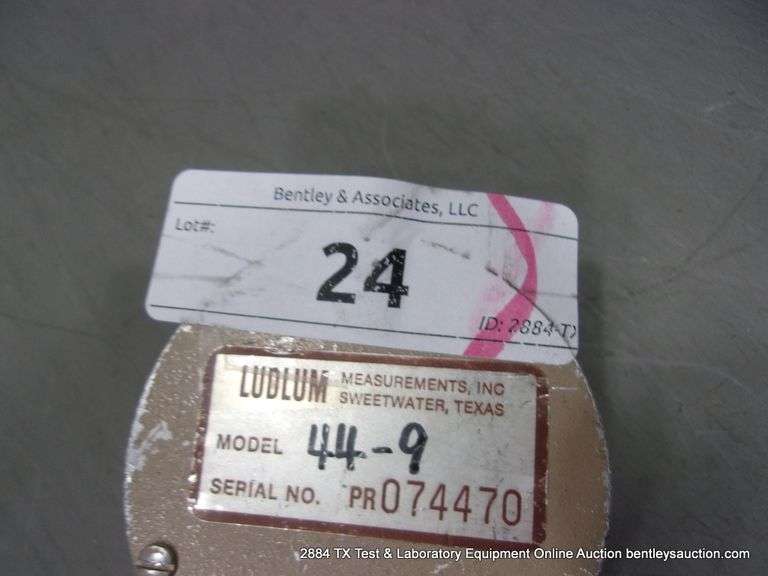 Bentley & Associates, LLC
Lot#:
24
ID: 2884-TX
LUDLUM MEASUREMENTS, INC
SWEETWATER, TEXAS
MODEL 44-9
SERIAL NO. PR074470
2884 TX Test & Laboratory Equipment Online Auction bentleysauction.com